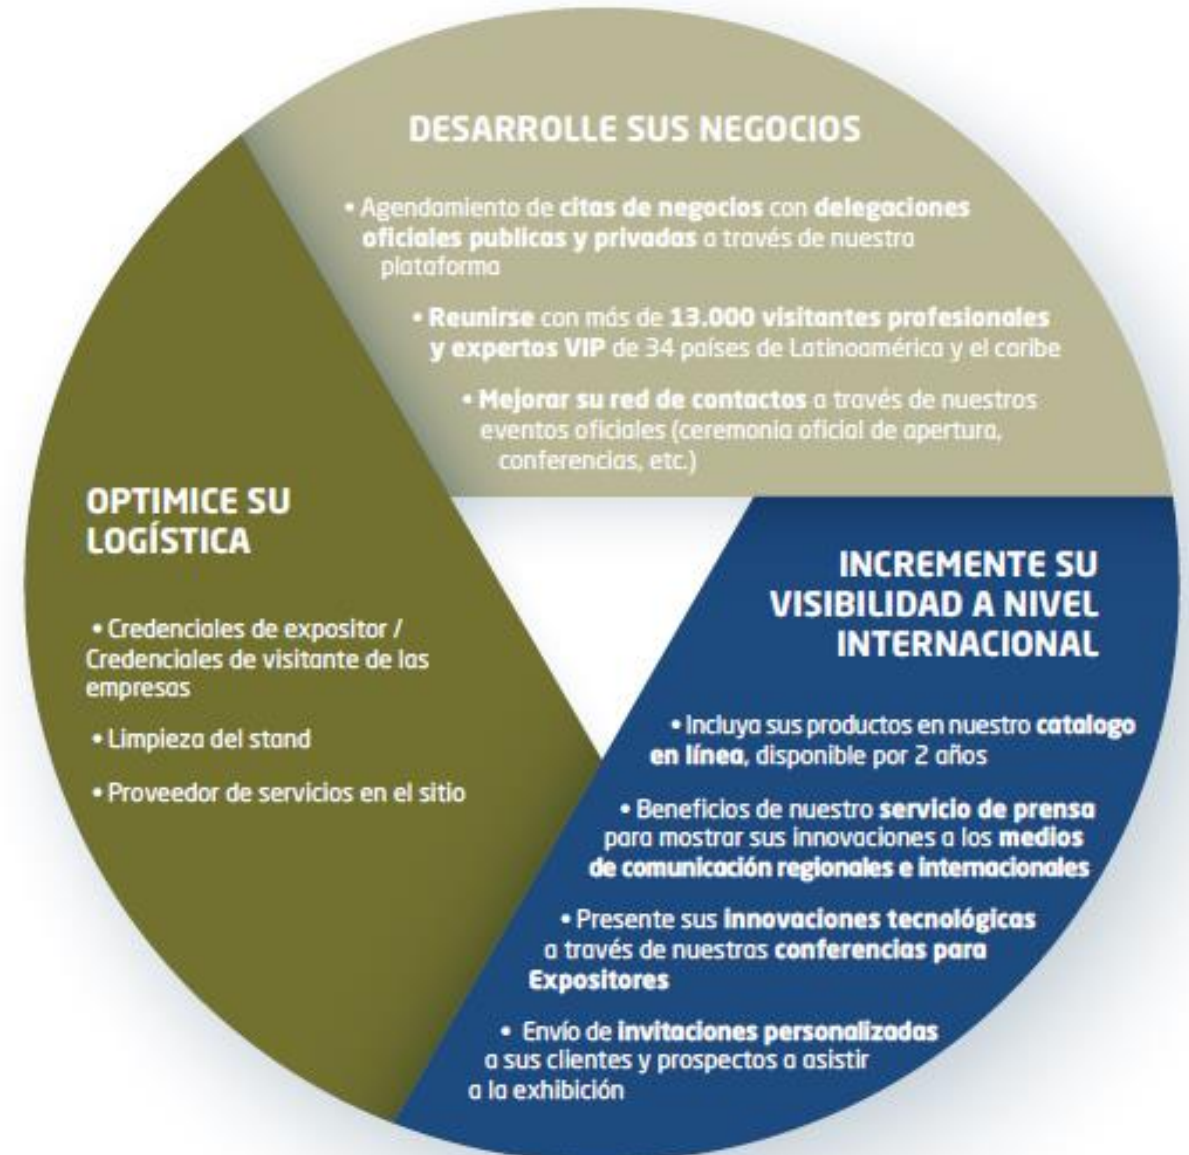 DESARROLLE SUS NEGOCIOS
• Agendamiento de citas de negocios con delegaciones
oficiales publicas y privadas a través de nuestra
plataforma
• Reunirse con más de 13.000 visitantes profesionales
y expertos VIP de 34 países de Latinoamérica y el caribe
• Mejorar su red de contactos a través de nuestros
eventos oficiales (ceremonia oficial de apertura,
conferencias, etc.)
OPTIMICE SU
LOGÍSTICA
• Credenciales de expositor /
Credenciales de visitante de las
empresas
• Limpieza del stand
• Proveedor de servicios en el sitio
INCREMENTE SU
VISIBILIDAD A NIVEL
INTERNACIONAL
• Incluya sus productos en nuestro catalogo
en línea, disponible por 2 años
• Beneficios de nuestro servicio de prensa
para mostrar sus innovaciones a los medios
de comunicación regionales e internacionales
• Presente sus innovaciones tecnológicas
a través de nuestras conferencias para
Expositores
• Envío de invitaciones personalizadas
a sus clientes y prospectos a asistir
a la exhibición